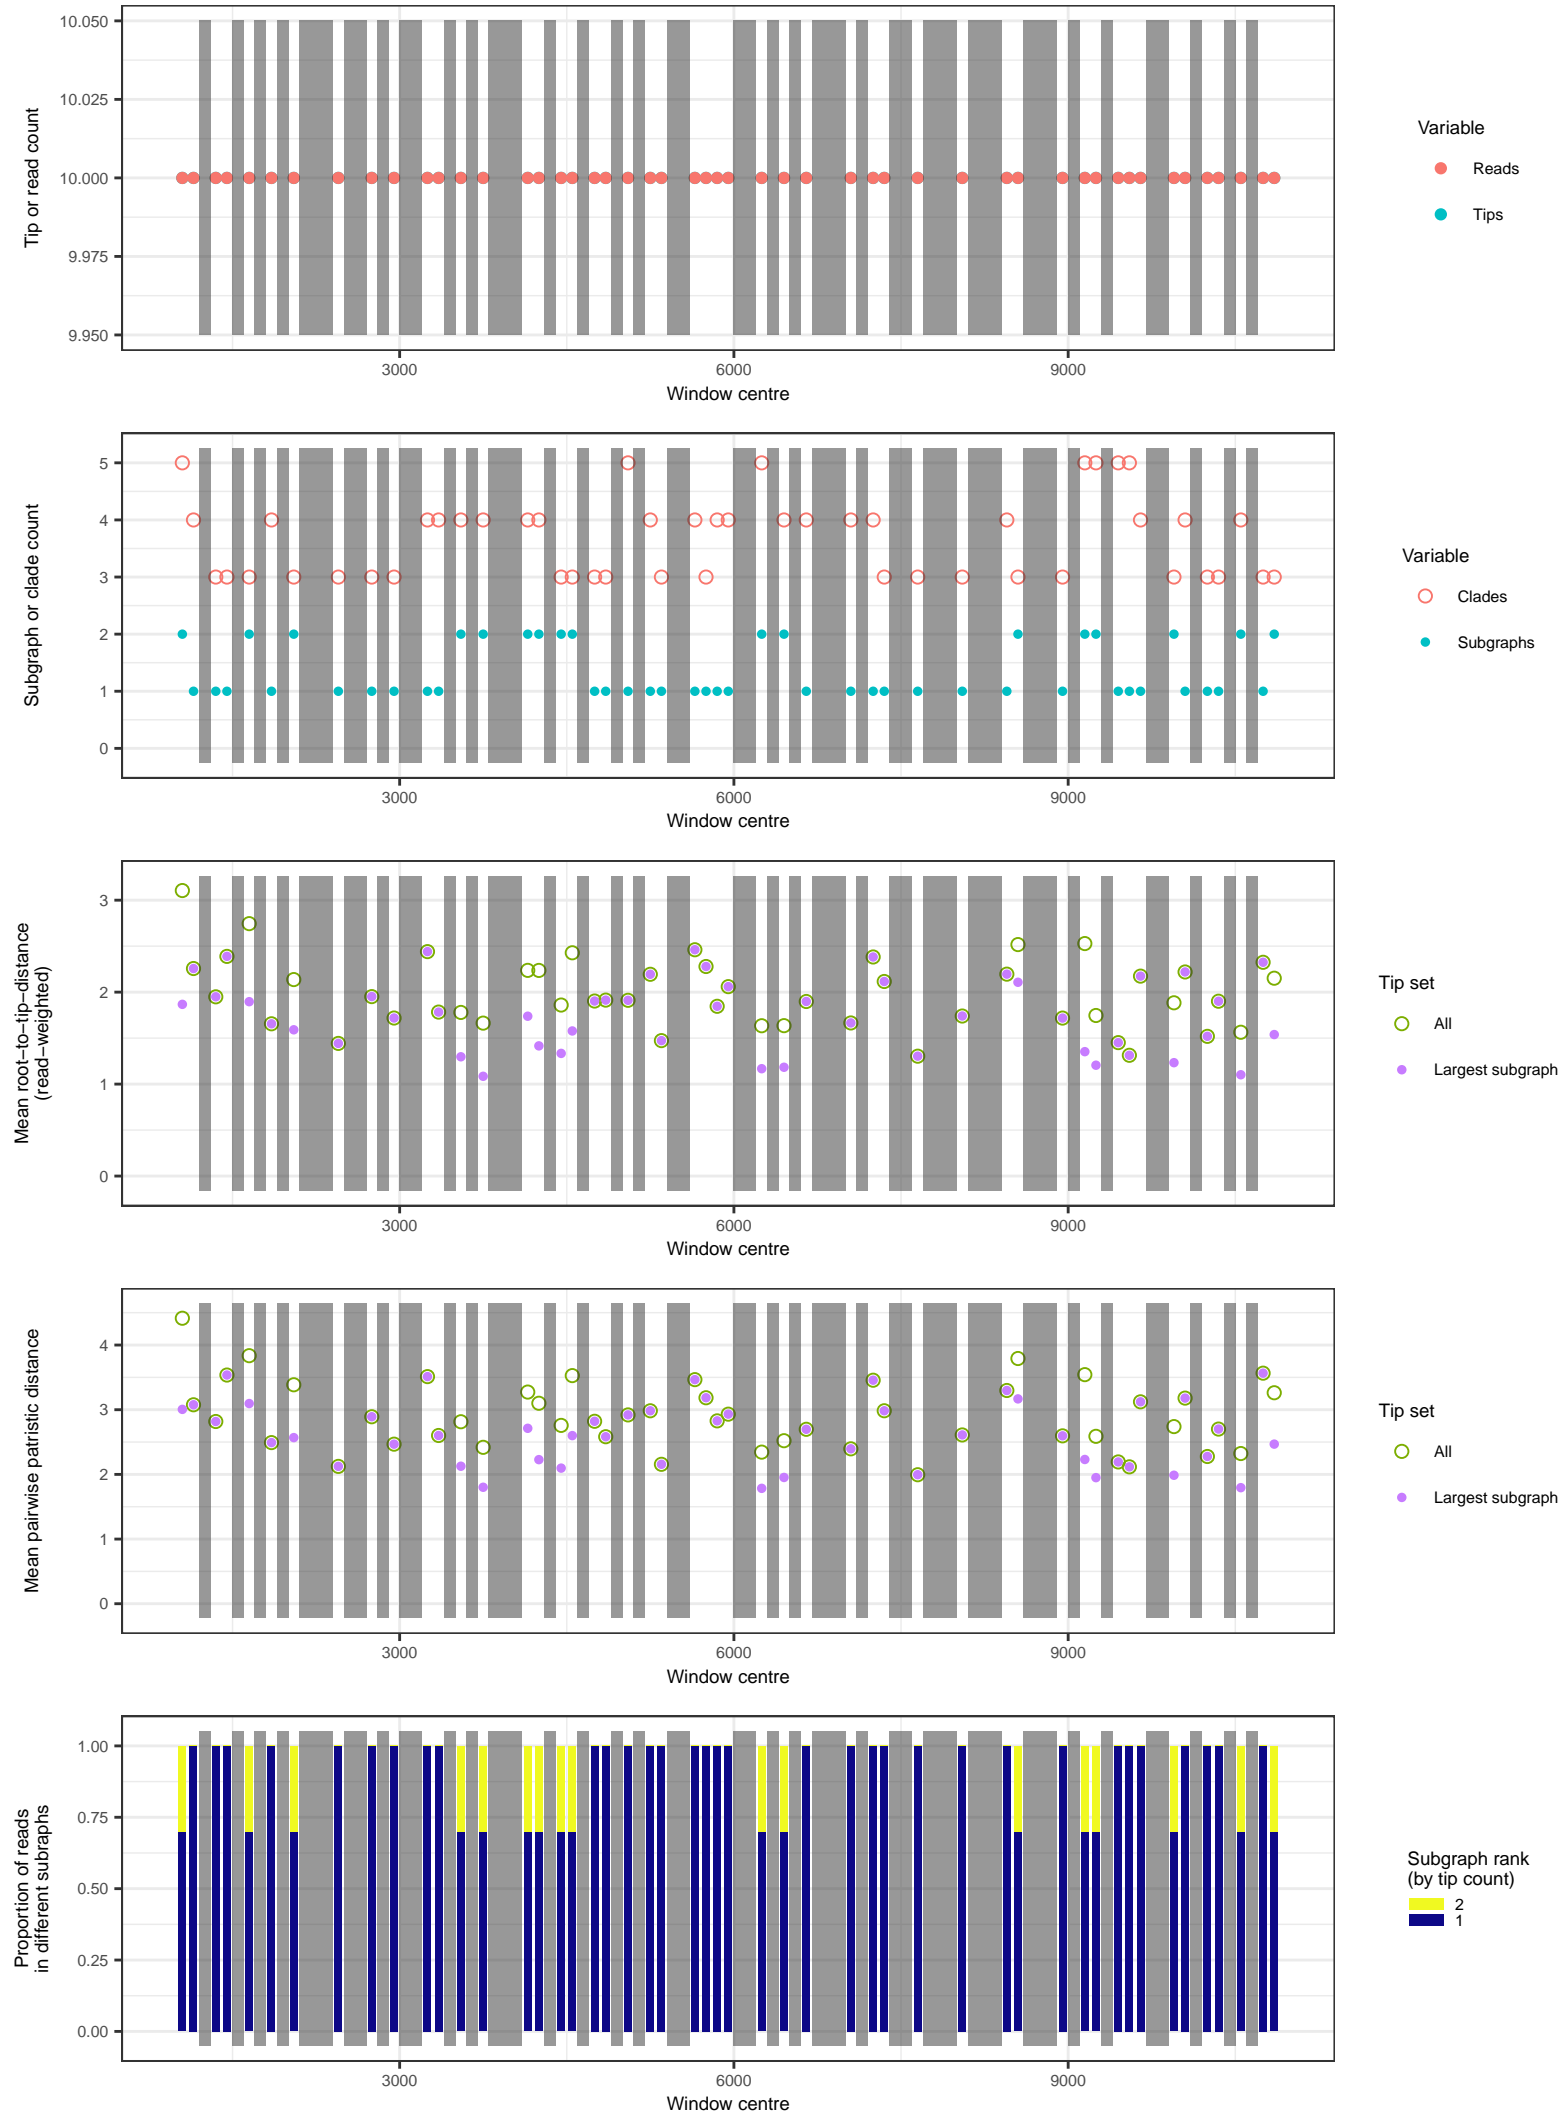 Tip or read count
10.050
10.025
10.000
9.975
9.950
3000
6000
9000
Window centre
Variable
Reads
Tips
Subgraph or clade count
5
4
3
2
1
0
3000
6000
9000
Window centre
Variable
Clades
Subgraphs
Mean root−to−tip−distance
(read−weighted)
3
2
1
0
3000
6000
9000
Window centre
Tip set
All
Largest subgraph
Mean pairwise patristic distance
4
3
2
1
0
3000
6000
9000
Window centre
Tip set
All
Largest subgraph
Proportion of reads
in different subraphs
1.00
0.75
0.50
0.25
0.00
3000
6000
9000
Window centre
Subgraph rank
(by tip count)
2
1